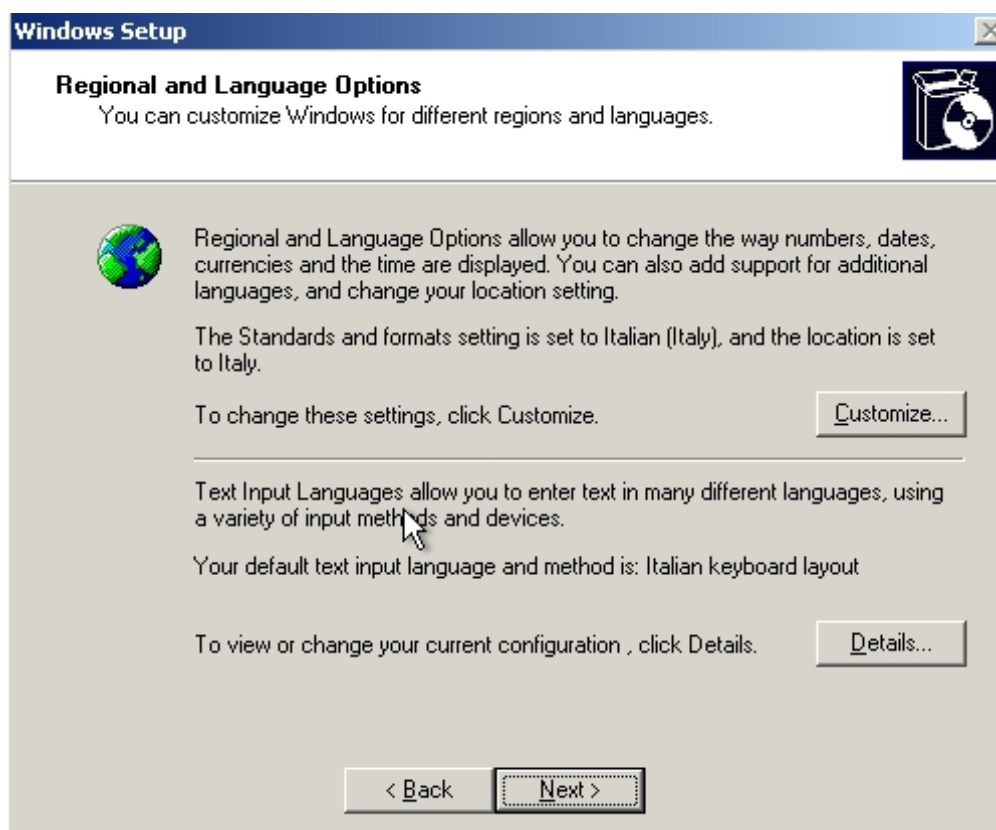 Windows Setup
Regional and Language Options
You can customize Windows for different regions and languages.
Regional and Language Options allow you to change the way numbers, dates,
currencies and the time are displayed. You can also add support for additional
languages, and change your location setting.
The Standards and formats setting is set to Italian (Italy), and the location is set
to Italy.
To change these settings, click Customize.
Customize...
Text Input Languages allow you to enter text in many different languages, using
a variety of input methods and devices.
Your default text input language and method is: Italian keyboard layout
To view or change your current configuration , click Details.
Details...
< Back
Next >